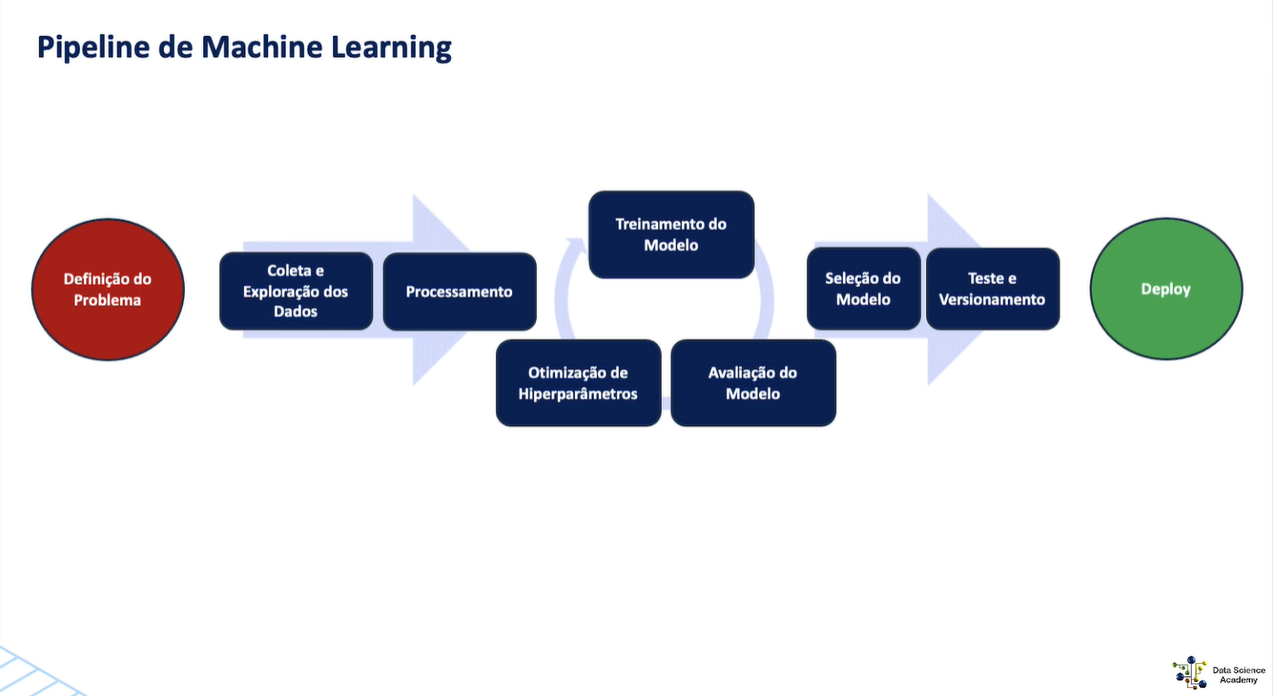 Pipeline de Machine Learning
Definição do
Problema
Coleta e
Exploração dos
Dados
Processamento
Treinamento do
Modelo
Otimização de
Hiperparâmetros
Avaliação do
Modelo
Seleção do
Modelo
Teste e
Versionamento
Deploy
Data Science
Academy